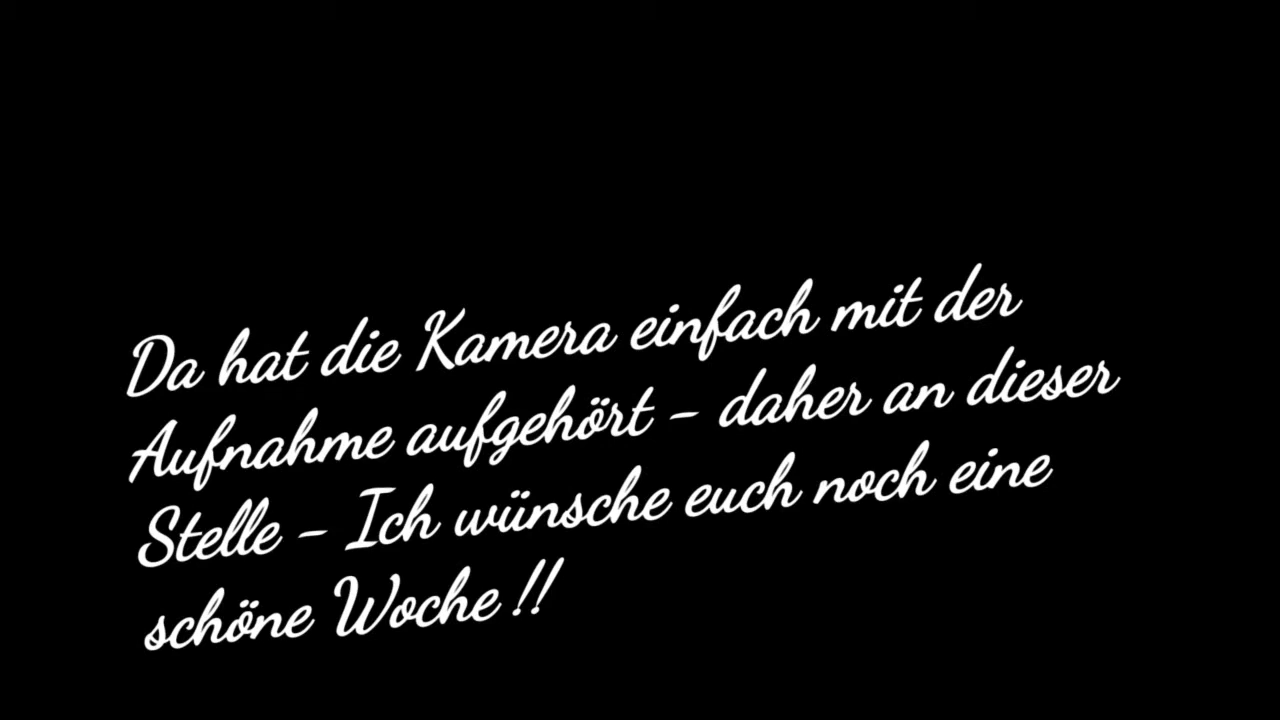 Da hat die Kamera einfach mit der
Aufnahme aufgehört - daher an dieser
Stelle - Ich wünsche euch noch eine
schöne Woche !!